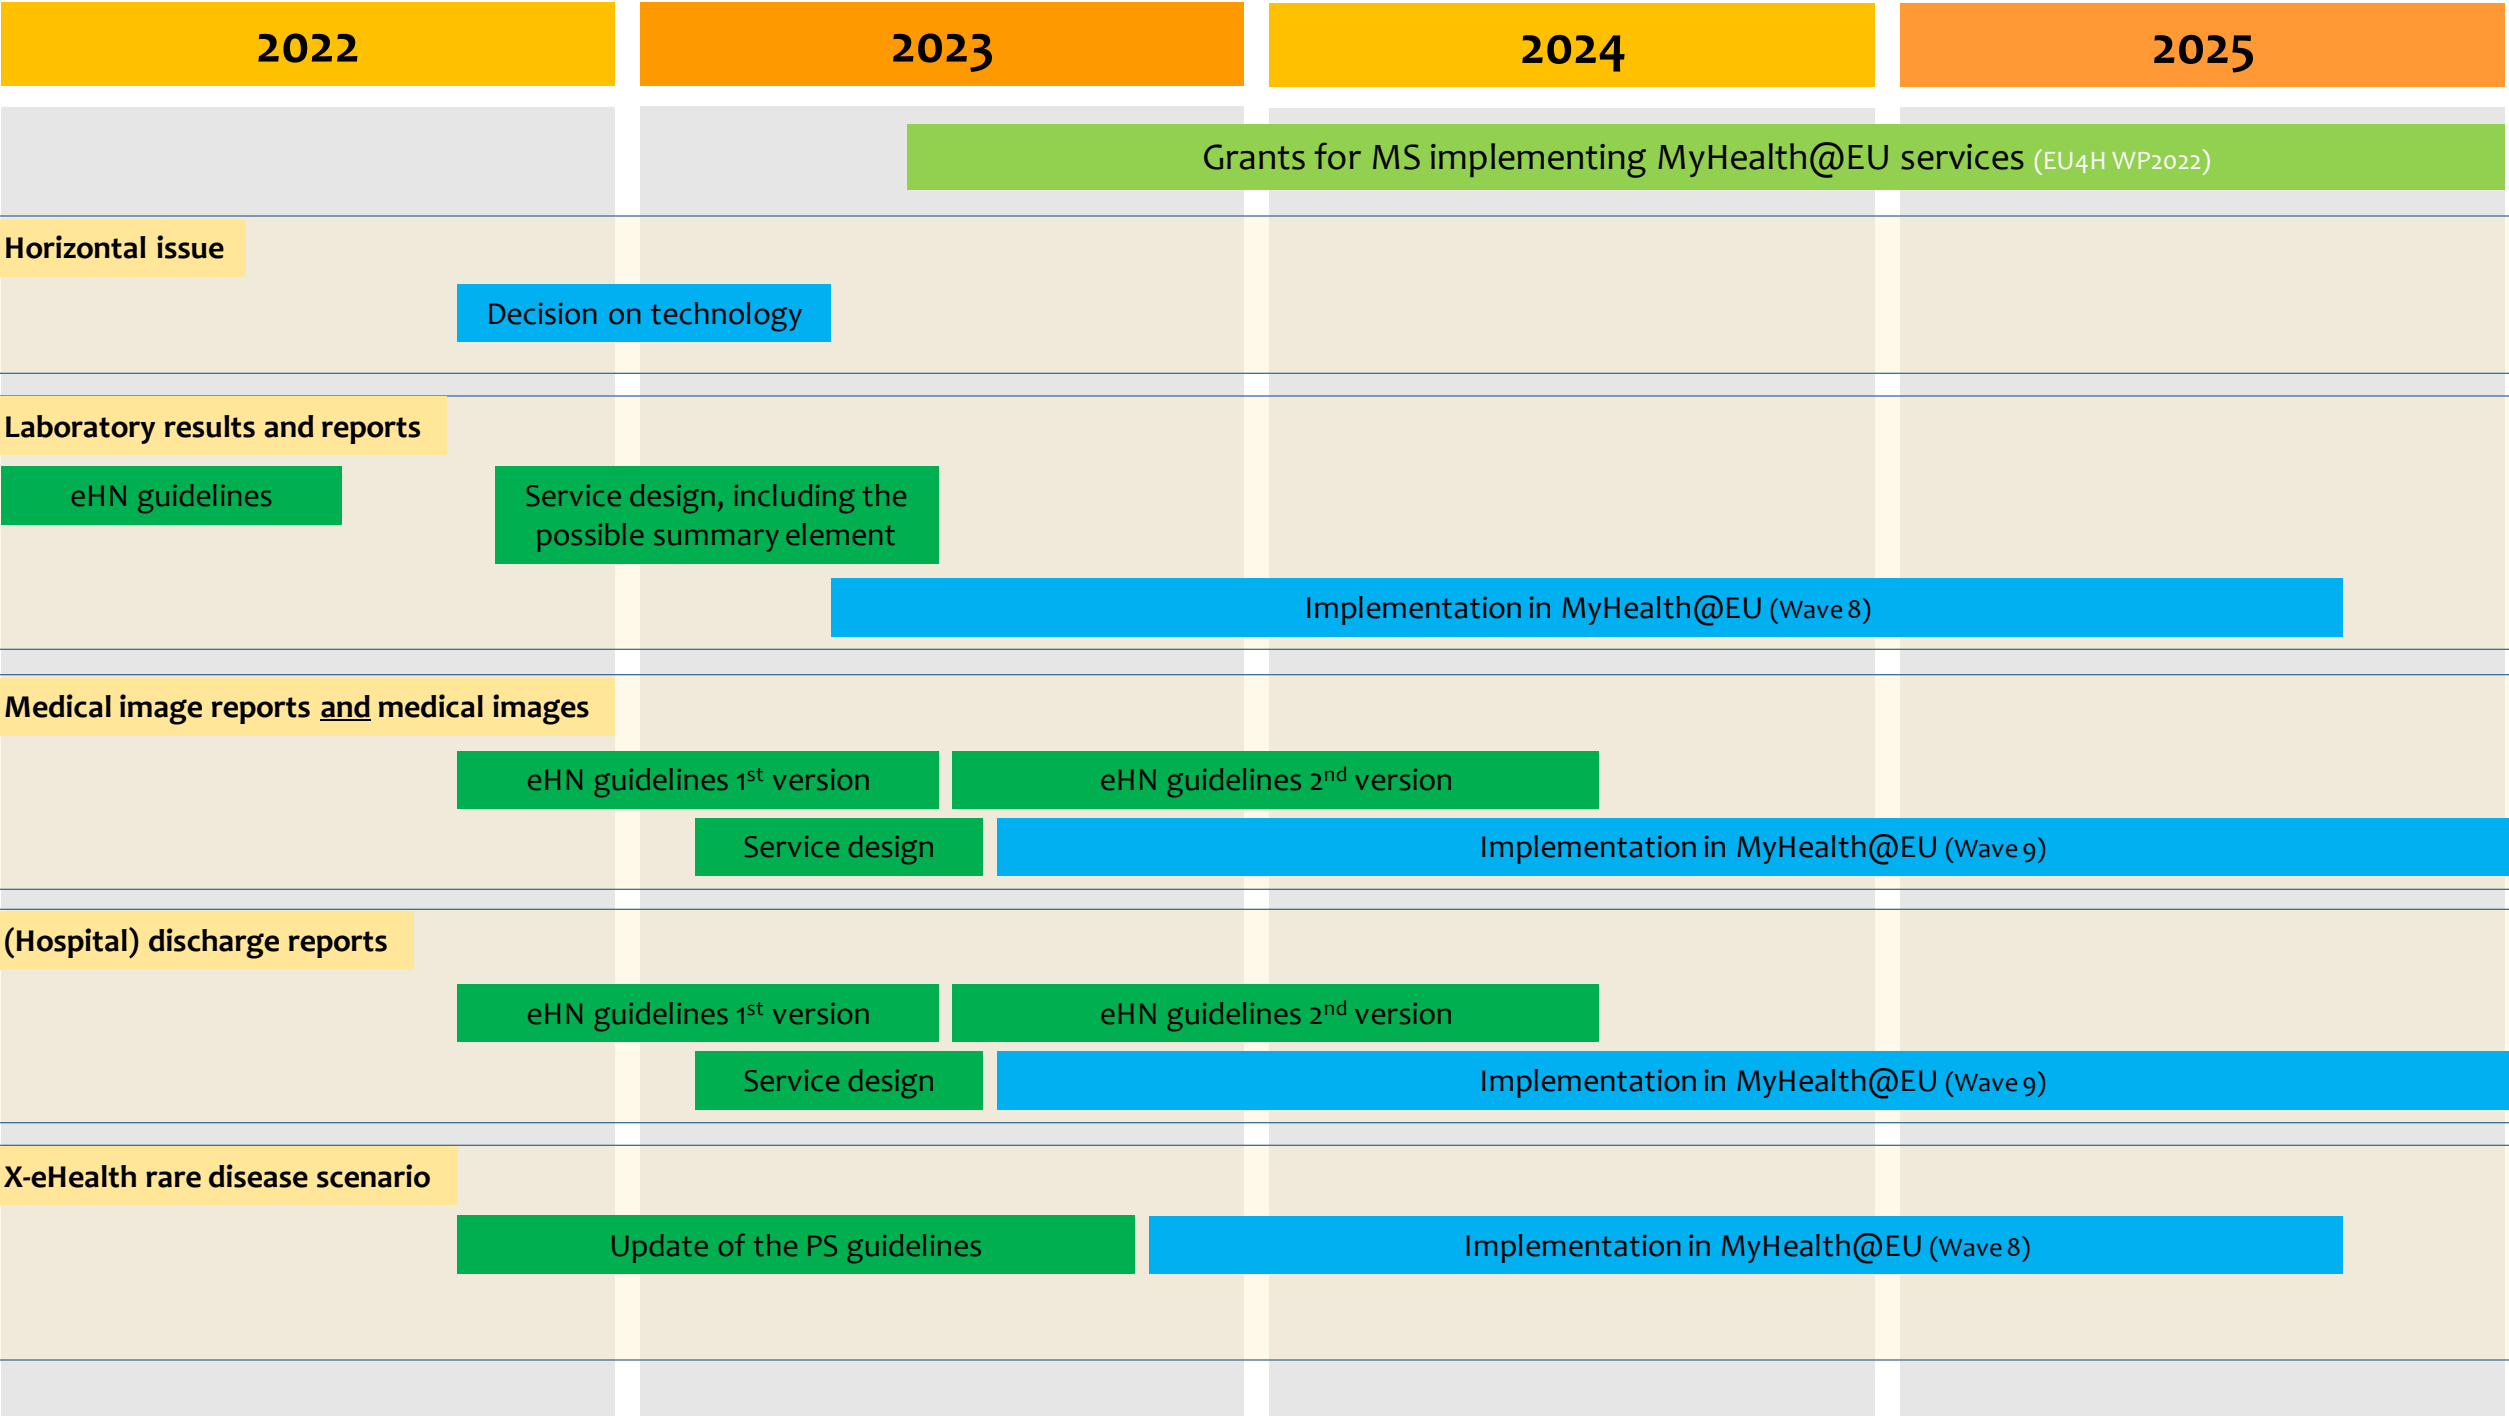 2022
2023
2024
2025
Grants for MS implementing MyHealth@EU services (EU4H WP2022)
Horizontal issue
Decision on technology
Laboratory results and reports
eHN guidelines
Service design, including the
possible summary element
Implementation in MyHealth@EU (Wave 8)
Medical image reports and medical images
eHN guidelines 1st version
eHN guidelines 2nd version
Service design
Implementation in MyHealth@EU (Wave 9)
(Hospital) discharge reports
eHN guidelines 1st version
eHN guidelines 2nd version
Service design
Implementation in MyHealth@EU (Wave 9)
X-eHealth rare disease scenario
Update of the PS guidelines
Implementation in MyHealth@EU (Wave 8)